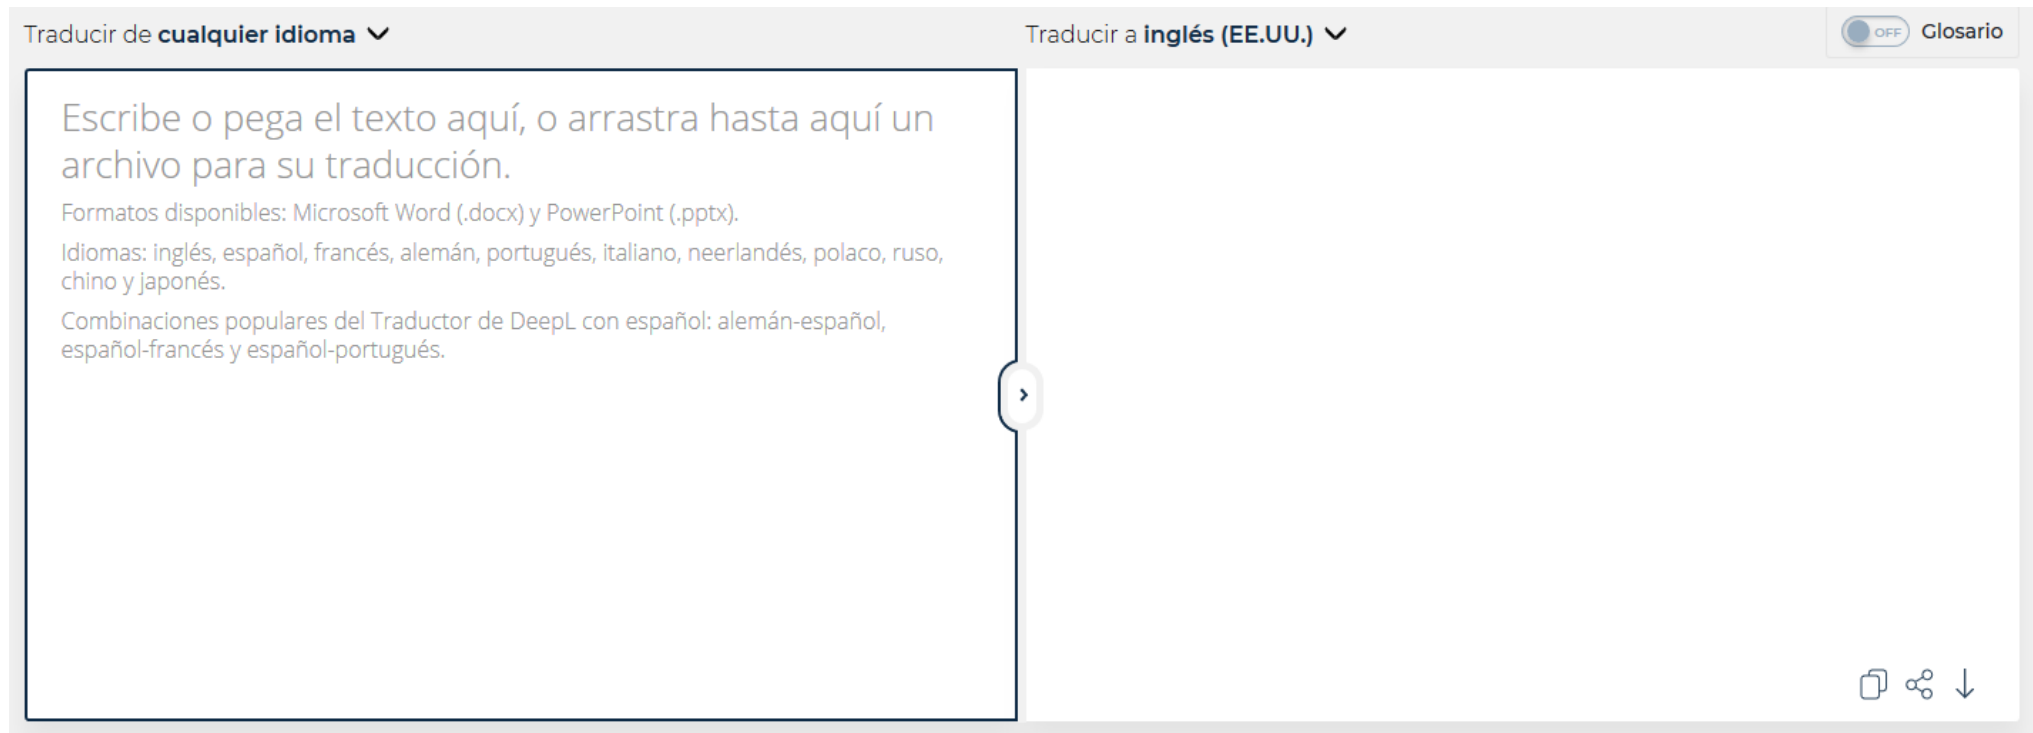 Traducir de cualquier idioma
Traducir a inglés (EE.UU.)
OFF Glosario
Escribe o pega el texto aquí, o arrastra hasta aquí un
archivo para su traducción.
Formatos disponibles: Microsoft Word (.docx) y PowerPoint (.pptx).
Idiomas: inglés, español, francés, alemán, portugués, italiano, neerlandés, polaco, ruso,
chino y japonés.
Combinaciones populares del Traductor de DeepL con español: alemán-español,
español-francés y español-portugués.